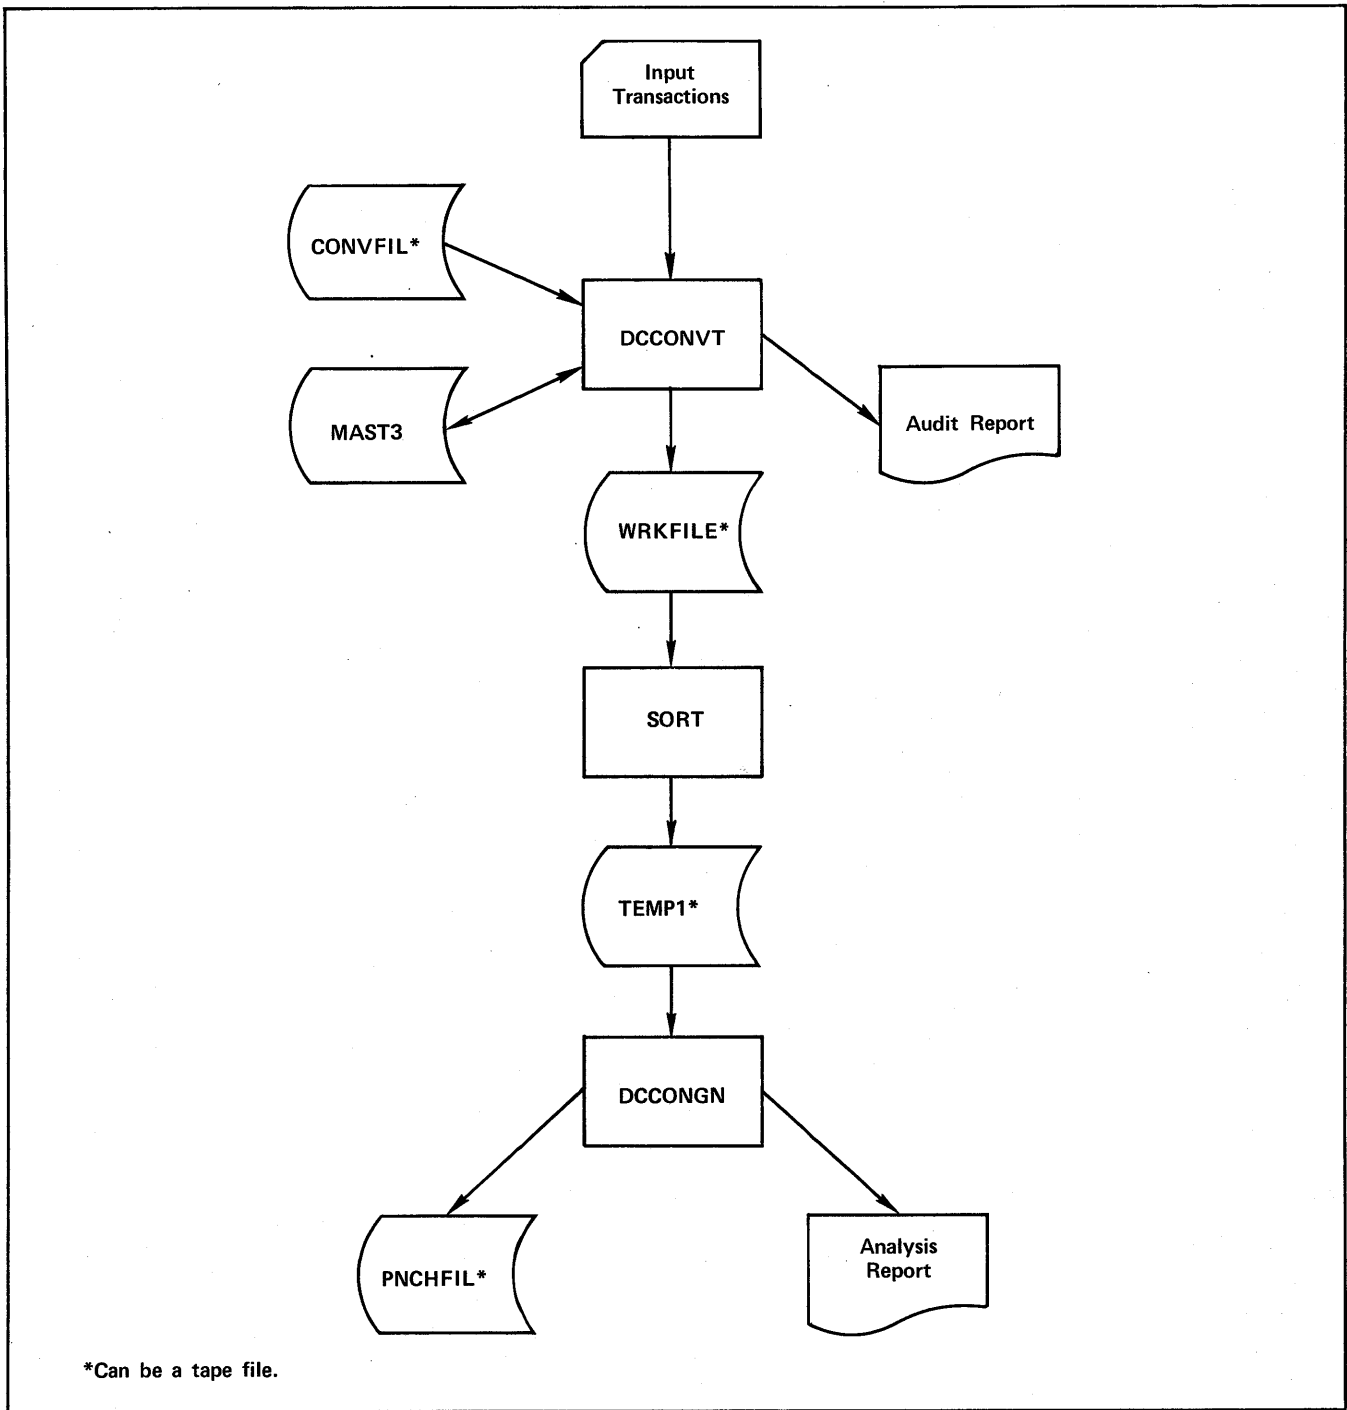 Input
Transactions
CONVFIL*
DCCONVT
MAST3
Audit Report
WRKFILE*
SORT
TEMP1*
DCCONGN
PNCHFIL*
Analysis
Report
*Can be a tape file.